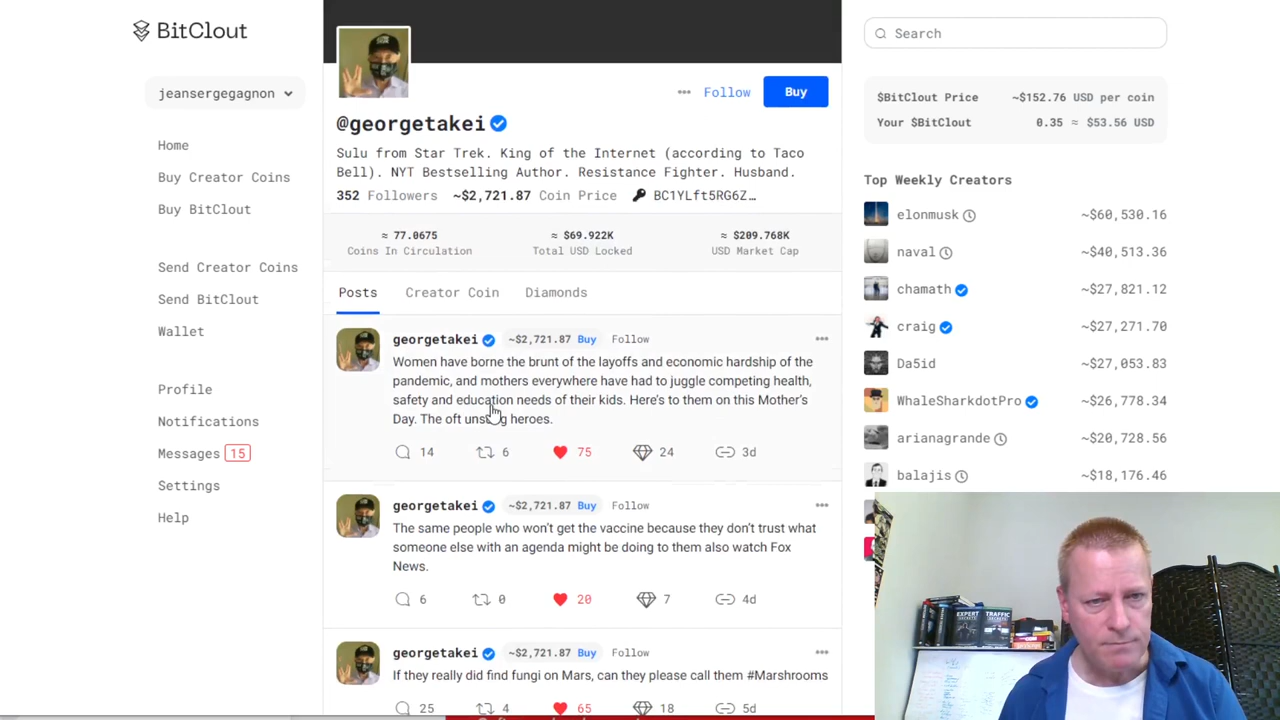 BitClout
jeansergegagnon
Home
Buy Creator Coins
Buy BitClout
Send Creator Coins
Send BitClout
Wallet
Profile
Notifications
Messages 15
Settings
Help
Follow
Buy
@georgetakei
Sulu from Star Trek. King of the Internet (according to Taco
Bell). NYT Bestselling Author. Resistance Fighter. Husband.
352 Followers ~$2,721.87 Coin Price BC1YLft5RG6Z…
≈ 77.0675 ≈ $69.922K ≈ $209.768K
Coins In Circulation Total USD Locked USD Market Cap
Posts Creator Coin Diamonds
georgetakei ~$2,721.87 Buy Follow
Women have borne the brunt of the layoffs and economic hardship of the
pandemic, and mothers everywhere have had to juggle competing health,
safety and education needs of their kids. Here's to them on this Mother's
Day. The oft unsung heroes.
14 6 75 24 3d
georgetakei ~$2,721.87 Buy Follow
The same people who won't get the vaccine because they don't trust what
someone else with an agenda might be doing to them also watch Fox
News.
6 0 20 7 4d
georgetakei ~$2,721.87 Buy Follow
If they really did find fungi on Mars, can they please call them #Marshrooms
25 4 65 18 5d
Search
$BitClout Price ~$152.76 USD per coin
Your $BitClout 0.35 ≈ $53.56 USD
Top Weekly Creators
elonmusk ~$60,530.16
naval ~$40,513.36
chamath ~$27,821.12
craig ~$27,271.70
Da5id ~$27,053.83
WhaleSharkdotPro ~$26,778.34
arianagrande ~$20,728.56
balajis ~$18,176.46
EXPERT
SECRETS
TRAFFIC
SECRETS